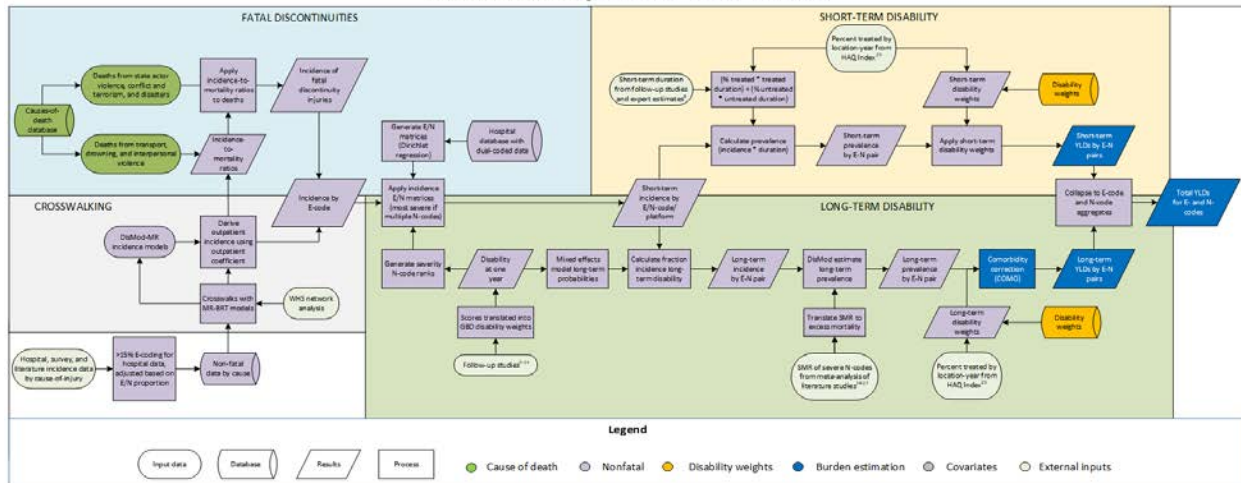 FATAL DISCONTINUITIES
SHORT-TERM DISABILITY
Deaths from state actor
violence, conflict and
terrorism, and disasters
Apply
incidence-to-
mortality ratios
to deaths
Incidence of
fatal
discontinuity
injuries
Causes-of-
death
database
Deaths from transport,
drowning, and interpersonal
violence
Incidence-
to-
mortality
ratios
Generate E/N
matrices
(Dirichlet
regression)
Hospital
database with
dual-coded data
Incidence by
E-code
Apply incidence
E/N matrices
(most severe if
multiple N-codes)
Percent treated by
location-year from
HAQ Index
Short-term duration
from follow-up studies
and expert estimates
(% treated * treated
duration) + (% untreated
* untreated duration)
Short-term
disability
weights
Disability
weights
Calculate prevalence
(incidence * duration)
Short-term
prevalence
by E-N pair
Apply short-term
disability weights
Short-term
YLDs by E-N
pairs
Short-term
incidence by
E/N-code/
platform
Collapse to E-code
and N-code
aggregates
Total YLDs
for E- and N-
codes
CROSSWALKING
LONG-TERM DISABILITY
DisMod-MR
incidence models
Derive
outpatient
incidence using
outpatient
coefficient
Crosswalks with
MR-BRT models
WHS network
analysis
Hospital, survey, and
literature incidence data
by cause-of-injury
>15% E-coding for
hospital data,
adjusted based on
E/N proportion
Non-fatal
data by cause
Generate severity
N-code ranks
Disability
at one
year
Mixed effects
model long-term
probabilities
Calculate fraction
incidence long-
term disability
Long-term
incidence by
E-N pair
DisMod estimate
long-term
prevalence
Long-term
prevalence
by E-N pair
Comorbidity
correction
(COMO)
Long-term
YLDs by E-N
pairs
Scores translated into
GBD disability weights
Follow-up studies
Translate SMR to
excess mortality
SMR of severe N-codes
from meta-analysis of
literature studies
Long-term
disability
weights
Disability
weights
Percent treated by
location-year from
HAQ Index
Legend
Input data
Database
Results
Process
Cause of death
Nonfatal
Disability weights
Burden estimation
Covariates
External inputs